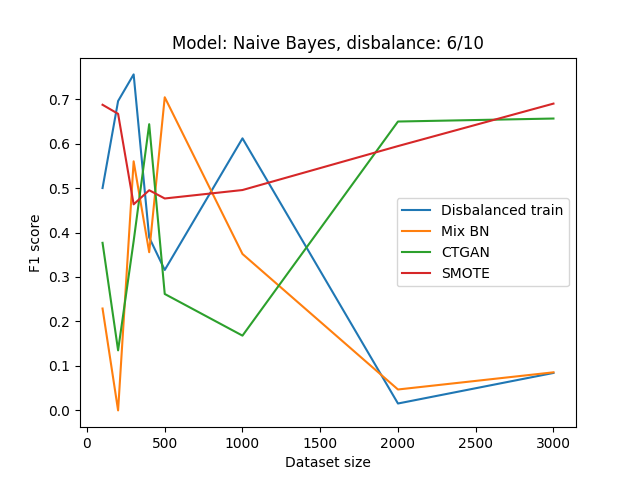 Model: Naive Bayes, disbalance: 6/10
F1 score
0.7
0.6
0.5
0.4
0.3
0.2
0.1
0.0
Disbalanced train
Mix BN
CTGAN
SMOTE
0 500 1000 1500 2000 2500 3000
Dataset size